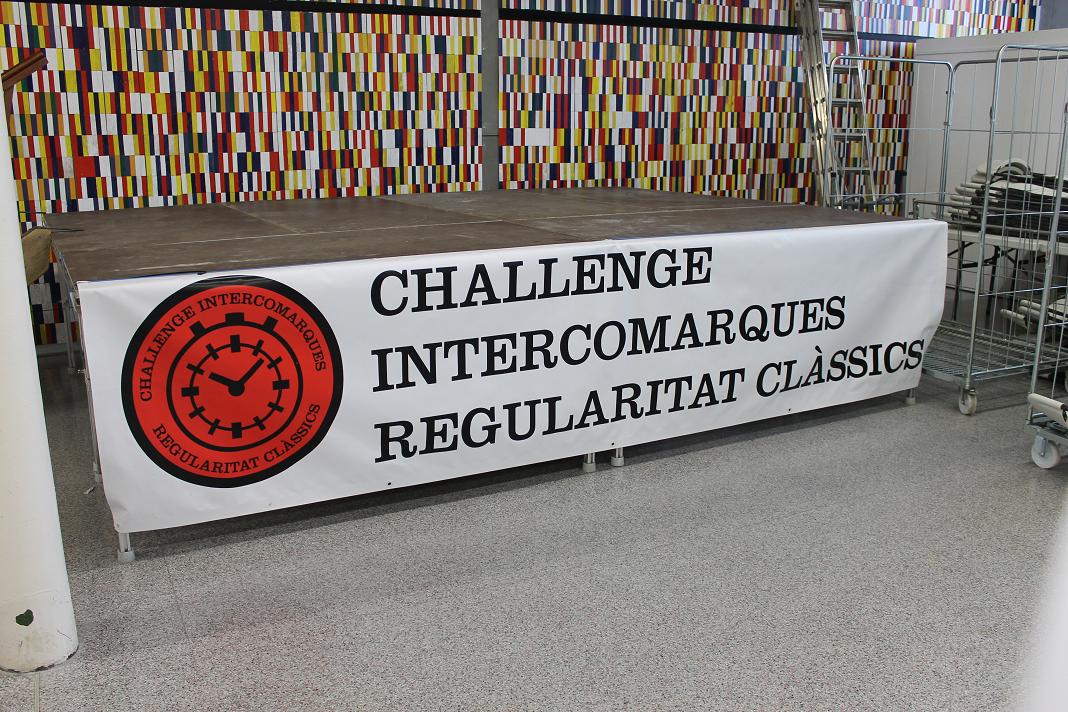 CHALLENGE INTERCOMARQUES
REGULARITAT CLÀSSICS
CHALLENGE
INTERCOMARQUES
REGULARITAT CLÀSSICS